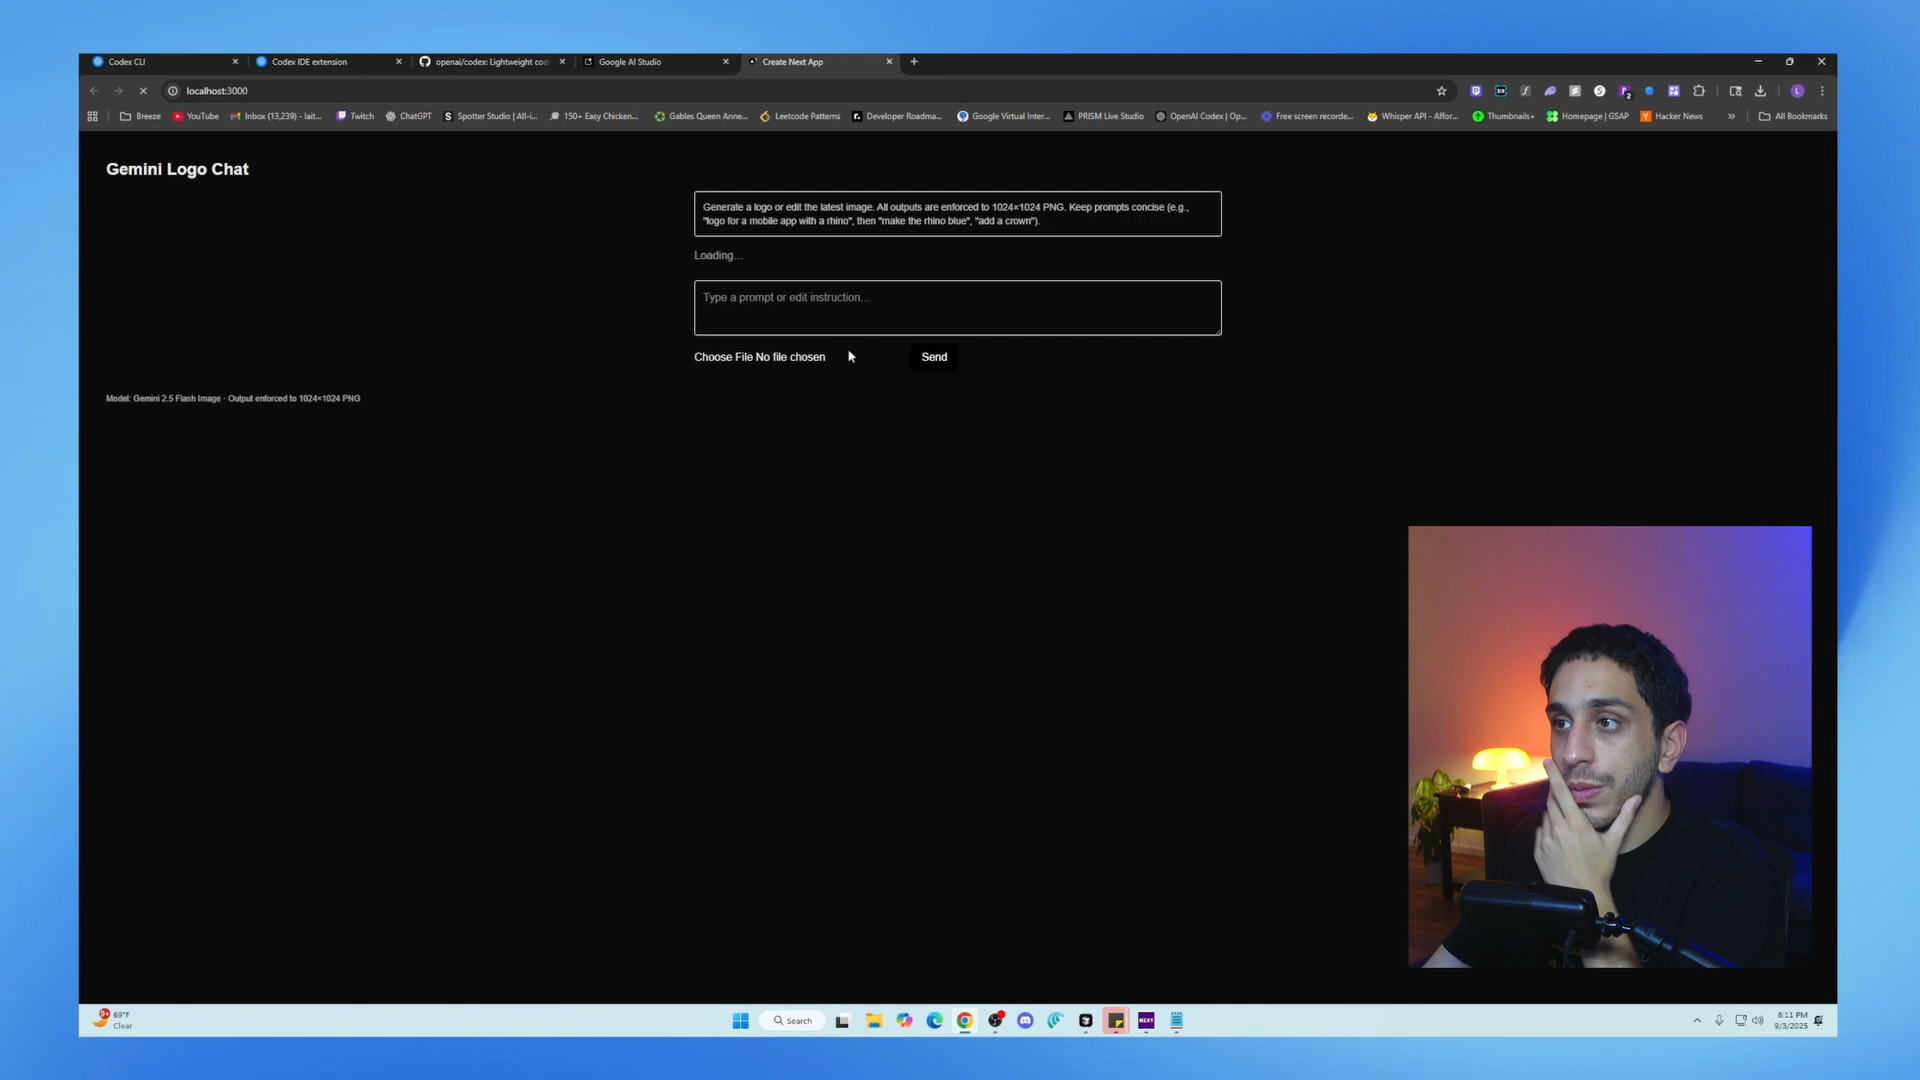 Codex CLI
Codex IDE extension
openai/codex: Lightweight codi
Google AI Studio
Create Next App
localhost:3000
Breeze
YouTube
Inbox (13,239) - lait...
Twitch
ChatGPT
Spotter Studio | All-i...
150+ Easy Chicken...
Gables Queen Anne...
Leetcode Patterns
Developer Roadma...
Google Virtual Inter...
PRISM Live Studio
OpenAI Codex | Op...
Free screen recorde...
Whisper API - Affor...
Thumbnails+
Homepage | GSAP
Hacker News
All Bookmarks
Gemini Logo Chat
Generate a logo or edit the latest image. All outputs are enforced to 1024×1024 PNG. Keep prompts concise (e.g.,
"logo for a mobile app with a rhino", then "make the rhino blue", "add a crown").
Loading...
Type a prompt or edit instruction...
Choose File No file chosen
Send
Model: Gemini 2.5 Flash Image · Output enforced to 1024×1024 PNG
9+
69°F
Clear
Search
NEXT
8:11 PM
9/3/2025